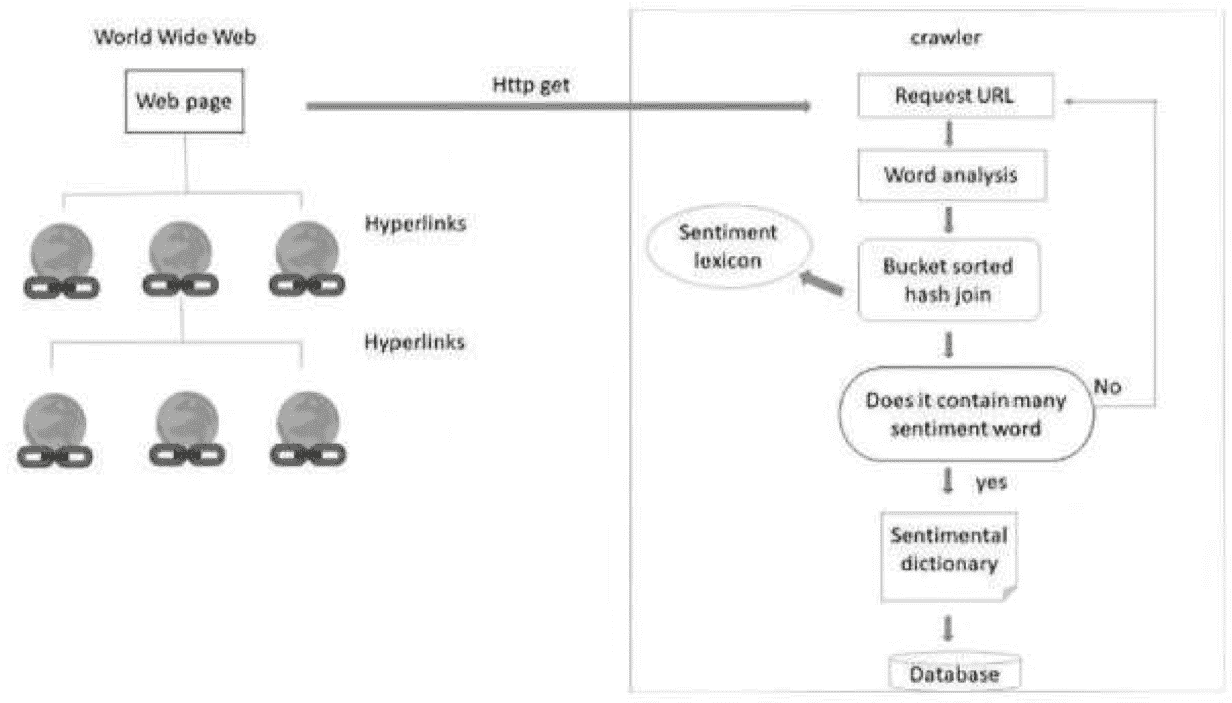 World Wide Web
Web page
Hyperlinks
Hyperlinks
Http get
crawler
Request URL
Word analysis
Sentiment
lexicon
Bucket sorted
hash join
Does it contain many
sentiment word
No
yes
Sentimental
dictionary
Database